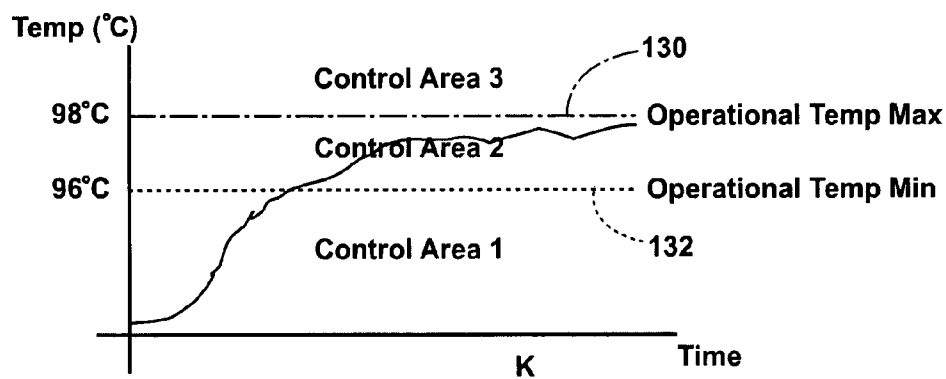 Temp (°C)
130
Control Area 3
98°C
Operational Temp Max
Control Area 2
96°C
Operational Temp Min
Control Area 1
132
K
Time